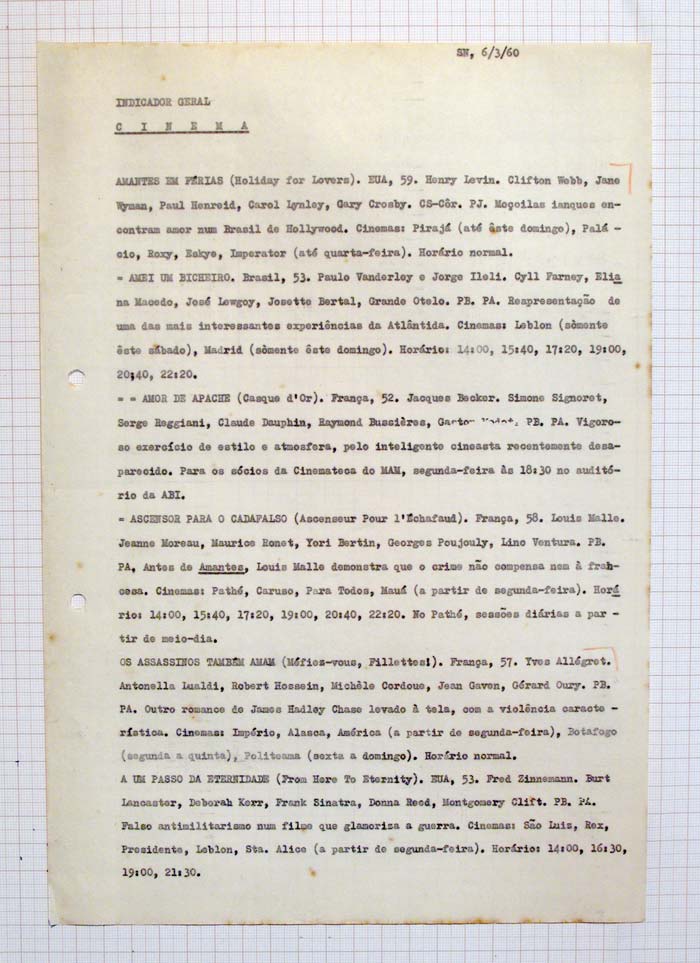 SN, 6/3/60
INDICADOR GERAL
C I N E M A
AMANTES EM FÉRIAS (Holiday for Lovers). EUA, 59. Henry Levin. Clifton Webb, Jane
Wyman, Paul Henreid, Carol Lynley, Gary Crosby. CS-Côr. PJ. Moçoilas ianques en-
contram amor num Brasil de Hollywood. Cinemas: Pirajá (até êste domingo), Palá -
cio, Roxy, Eskye, Imperator (até quarta-feira). Horário normal.
= AMEI UM BICHEIRO. Brasil, 53. Paulo Vanderley e Jorge Ileli. Cyll Farney, Elia
na Macedo, José Lewgoy, Josette Bertal, Grande Otelo. PB. PA. Reapresentação de
uma das mais interessantes experiências da Atlântida. Cinemas: Leblon (sòmente
êste sábado), Madrid (sòmente êste domingo). Horário: 14:00, 15:40, 17:20, 19:00,
20:40, 22:20.
= = AMOR DE APACHE (Casque d'Or). França, 52. Jacques Becker. Simone Signoret,
Serge Reggiani, Claude Dauphin, Raymond Bussières, PB. PA. Vigoro-
so exercício de estilo e atmosfera, pelo inteligente cineasta recentemente desa-
parecido. Para os sócios da Cinemateca do MAM, segunda-feira às 18:30 no auditó-
rio da ABI.
= ASCENSOR PARA O CADAFALSO (Ascenseur Pour l'Échafaud). França, 58. Louis Malle.
Jeanne Moreau, Maurice Ronet, Yori Bertin, Georges Poujouly, Lino Ventura. PB.
PA. Antes de Amantes, Louis Malle demonstra que o crime não compensa nem à fran-
cesa. Cinemas: Pathé, Caruso, Para Todos, Mauá (a partir de segunda-feira). Horá
rio: 14:00, 15:40, 17:20, 19:00, 20:40, 22:20. No Pathé, sessões diárias a par -
tir de meio-dia.
OS ASSASSINOS TAMBÉM AMAM (Méfiez-vous, Fillettes!). França, 57. Yves Allégret.
Antonella Lualdi, Robert Hossein, Michèle Cordoue, Jean Gaven, Gérard Oury. PB.
PA. Outro romance de James Hadley Chase levado à tela, com a violência caracte -
rística. Cinemas: Império, Alasca, América (a partir de segunda-feira), Botafogo
(segunda a quinta), Politeama (sexta a domingo). Horário normal.
A UM PASSO DA ETERNIDADE (From Here To Eternity). EUA, 53. Fred Zinnemann. Burt
Lancaster, Deborah Kerr, Frank Sinatra, Donna Reed, Montgomery Clift. PB. PA.
Falso antimilitarismo num filme que glamoriza a guerra. Cinemas: São Luiz, Rex,
Presidente, Leblon, Sta. Alice (a partir de segunda-feira). Horário: 14:00, 16:30,
19:00, 21:30.